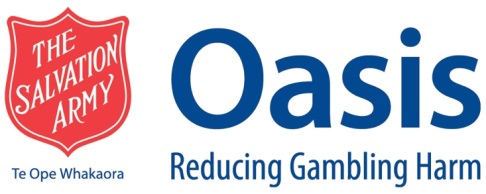 THE
SALVATION
ARMY
Te Ope Whakaora
Oasis
Reducing Gambling Harm